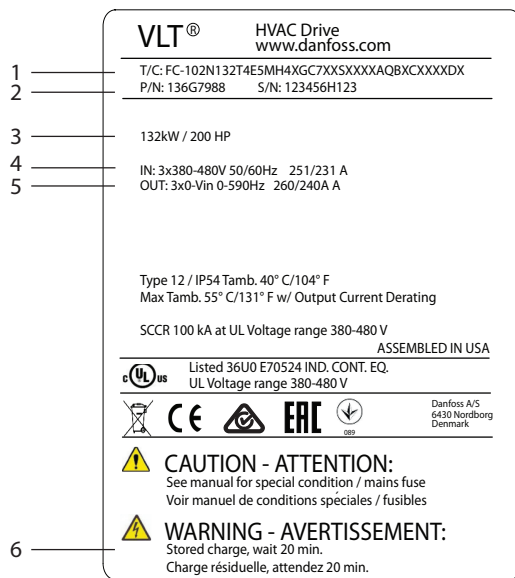 VLT® HVAC Drive
www.danfoss.com
1 T/C: FC-102N132T4E5MH4XGC7XXSXXXXAQBXCXXXXDX
2 P/N: 136G7988 S/N: 123456H123
3 132kW / 200 HP
4 IN: 3x380-480V 50/60Hz 251/231 A
5 OUT: 3x0-Vin 0-590Hz 260/240A A
Type 12 / IP54 Tamb. 40° C/104° F
Max Tamb. 55° C/131° F w/ Output Current Derating
SCCR 100 kA at UL Voltage range 380-480 V
ASSEMBLED IN USA
c UL us Listed 36U0 E70524 IND. CONT. EQ.
UL Voltage range 380-480 V
CE EAC 089
Danfoss A/S
6430 Nordborg
Denmark
CAUTION - ATTENTION:
See manual for special condition / mains fuse
Voir manuel de conditions spéciales / fusibles
WARNING - AVERTISSEMENT:
6 Stored charge, wait 20 min.
Charge résiduelle, attendez 20 min.